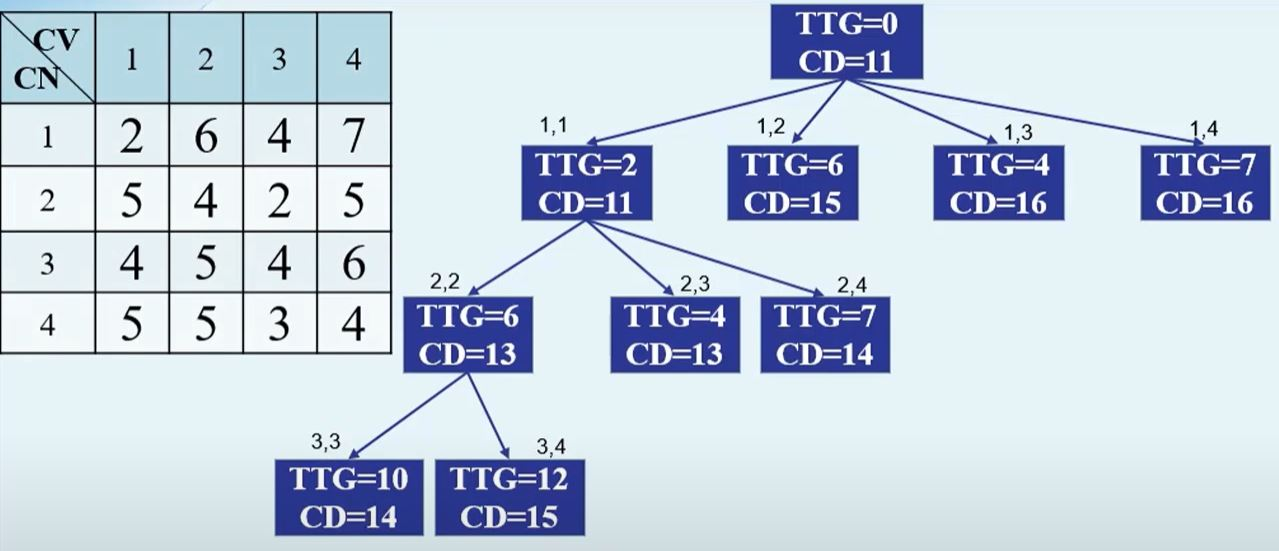 CV
CN
1 2 3 4
1 2 6 4 7
2 5 4 2 5
3 4 5 4 6
4 5 5 3 4
TTG=0
CD=11
1,1
TTG=2
CD=11
1,2
TTG=6
CD=15
1,3
TTG=4
CD=16
1,4
TTG=7
CD=16
2,2
TTG=6
CD=13
2,3
TTG=4
CD=13
2,4
TTG=7
CD=14
3,3
TTG=10
CD=14
3,4
TTG=12
CD=15